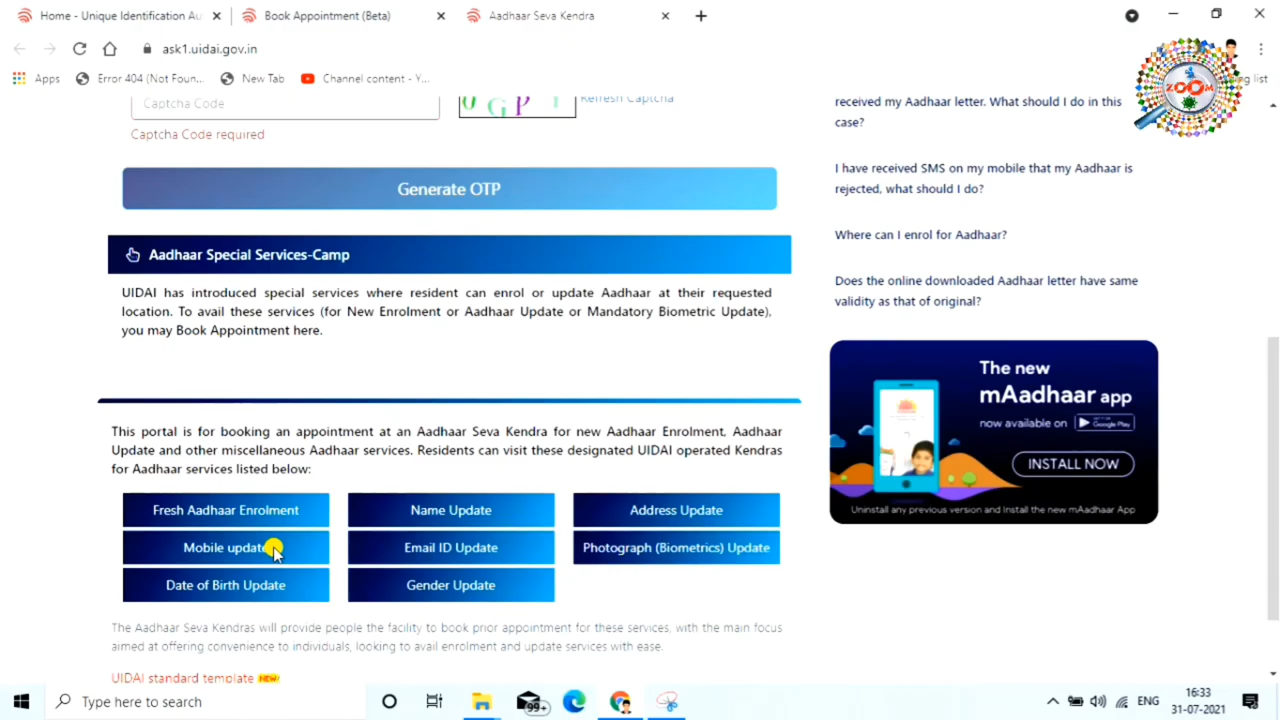 Home - Unique Identification Au
Book Appointment (Beta)
Aadhaar Seva Kendra
ask1.uidai.gov.in
Apps
Error 404 (Not Foun...
New Tab
Channel content - Y...
ing list
ZOOM
Captcha Code
Refresh Captcha
Captcha Code required
Generate OTP
Aadhaar Special Services-Camp
UIDAI has introduced special services where resident can enrol or update Aadhaar at their requested
location. To avail these services (for New Enrolment or Aadhaar Update or Mandatory Biometric Update),
you may Book Appointment here.
This portal is for booking an appointment at Aadhaar Seva Kendra for new Aadhaar Enrolment, Aadhaar
Update and other miscellaneous Aadhaar services. Residents can visit these designated UIDAI operated Kendras
for Aadhaar services listed below:
Fresh Aadhaar Enrolment
Name Update
Address Update
Mobile update
Email ID Update
Photograph (Biometrics) Update
Date of Birth Update
Gender Update
The Aadhaar Seva Kendras will provide people the facility to book prior appointment for these services, with the main focus
aimed at offering convenience to individuals, looking to avail enrolment and update services with ease.
UIDAI standard template NEW
received my Aadhaar letter. What should I do in this
case?
I have received SMS on my mobile that my Aadhaar is
rejected, what should I do?
Where can I enrol for Aadhaar?
Does the online downloaded Aadhaar letter have same
validity as that of original?
The new
mAadhaar app
now available on
Google Play
INSTALL NOW
Uninstall any previous version and Install the new mAadhaar App
Type here to search
99+
ENG
16:33
31-07-2021